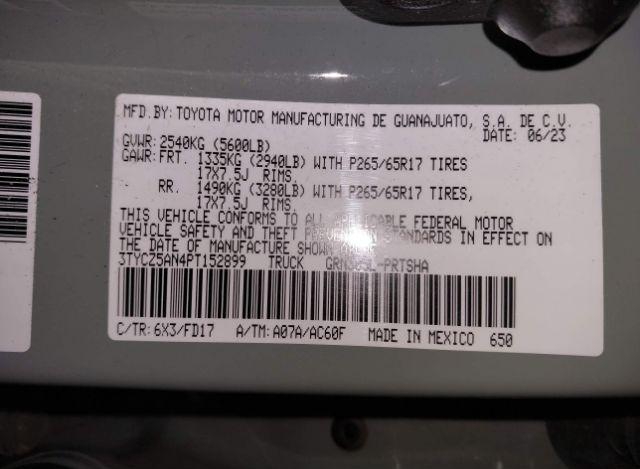 MFD.BY: TOYOTA MOTOR MANUFACTURING DE GUANAJUATO, S.A. DE C.V.
DATE: 06/23
GVWR: 2540KG (5600LB)
GAWR: FRT. 1335KG (2940LB) WITH P265/65R17 TIRES
17X7.5J RIMS.
RR. 1490KG (3280LB) WITH P265/65R17 TIRES,
17X7.5J RIMS.
THIS VEHICLE CONFORMS TO ALL APPLICABLE FEDERAL MOTOR
VEHICLE SAFETY AND THEFT PREVENTION STANDARDS IN EFFECT ON
THE DATE OF MANUFACTURE SHOWN
3TYCZ5AN4PT152899 TRUCK
C/TR: 6X3/FD17 A/TM: A07A/AC60F MADE IN MEXICO 650